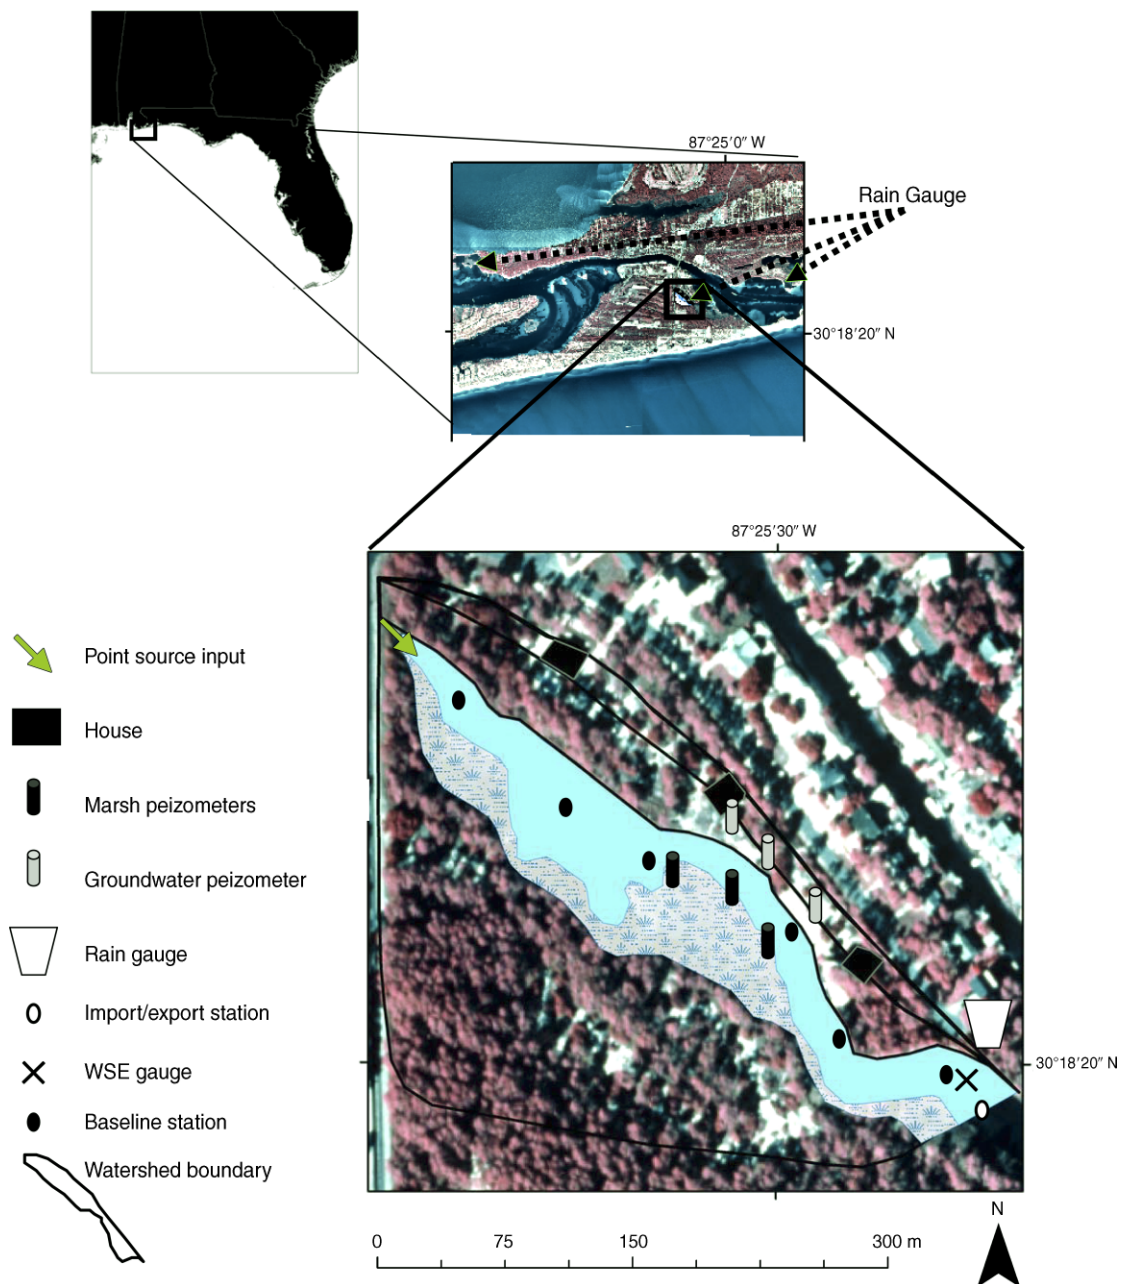 87°25′0″ W
Rain Gauge
30°18′20″ N
87°25′30″ W
Point source input
House
Marsh peizometers
Groundwater peizometer
Rain gauge
Import/export station
30°18′20″ N
WSE gauge
Baseline station
Watershed boundary
N
0 75 150 300 m